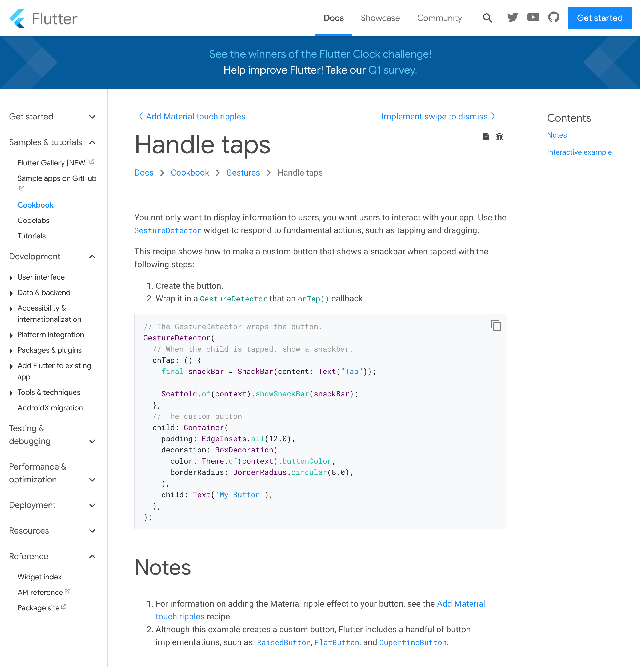 Flutter
Docs
Showcase
Community
Get started
See the winners of the Flutter Clock challenge!
Help improve Flutter! Take our Q1 survey.
Get started
Samples & tutorials
Flutter Gallery [NEW
Sample apps on GitHub
Cookbook
Codelabs
Tutorials
Development
User interface
Data & backend
Accessibility &
internationalization
Platform integration
Packages & plugins
Add Flutter to existing
app
Tools & techniques
AndroidX migration
Testing &
debugging
Performance &
optimization
Deployment
Resources
Reference
Widget index
API reference
Package site
Add Material touch ripples
Implement swipe to dismiss
Handle taps
Docs
Cookbook
Gestures
Handle taps
You not only want to display information to users, you want users to interact with your app. Use the
GestureDetector widget to respond to fundamental actions, such as tapping and dragging.
This recipe shows how to make a custom button that shows a snackbar when tapped with the
following steps:
1. Create the button.
2. Wrap it in a GestureDetector that an onTap() callback.
// The GestureDetector wraps the button.
GestureDetector(
// When the child is tapped, show a snackbar.
onTap: () {
final snackBar = SnackBar(content: Text("Tap"));
Scaffold.of(context).showSnackBar(snackBar);
},
// The custom button
child: Container(
padding: EdgeInsets.all(12.0),
decoration: BoxDecoration(
color: Theme.of(context).buttonColor,
borderRadius: BorderRadius.circular(8.0),
),
child: Text('My Button'),
),
);
Notes
1. For information on adding the Material ripple effect to your button, see the Add Material
touch ripples recipe.
2. Although this example creates a custom button, Flutter includes a handful of button
implementations, such as: RaisedButton, FlatButton, and CupertinoButton.
Contents
Notes
Interactive example